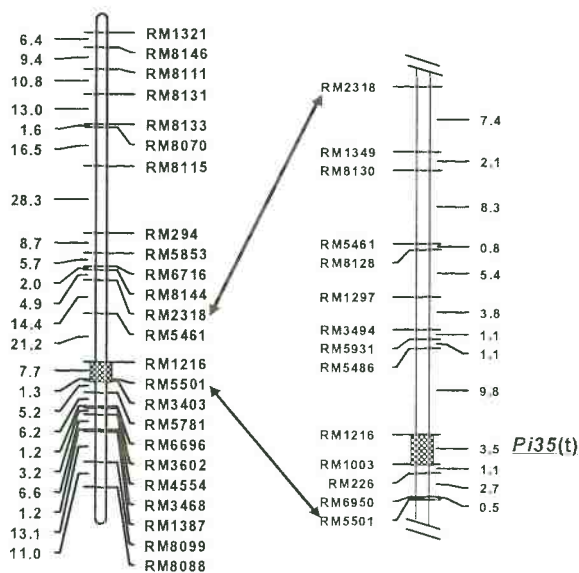 6.4
9.4
10.8
13.0
1.6
16.5
28.3
8.7
5.7
2.0
4.9
14.4
21.2
7.7
1.3
5.2
6.2
1.2
3.2
6.6
1.2
13.1
11.0
RM1321
RM8146
RM8111
RM8131
RM8133
RM8070
RM8115
RM294
RM5853
RM6716
RM8144
RM2318
RM5461
RM1216
RM5501
RM3403
RM5781
RM6696
RM3602
RM4554
RM3468
RM1387
RM8099
RM8088
RM2318
RM1349
RM8130
RM5461
RM8128
RM1297
RM3494
RM5931
RM5486
RM1216
RM1003
RM226
RM6950
RM5501
7.4
2.1
8.3
0.8
5.4
3.8
1.1
1.1
9.8
3.5 Pi35(t)
1.1
2.7
0.5